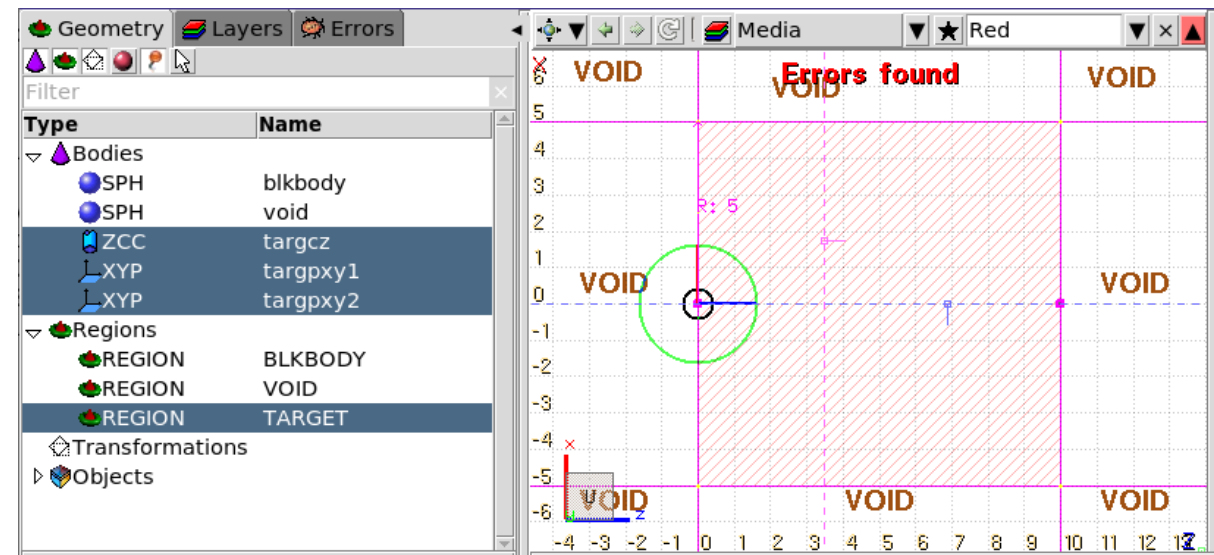 Geometry Layers Errors
Filter
Type Name
Bodies
SPH blkbody
SPH void
ZCC targcz
XYP targpxy1
XYP targpxy2
Regions
REGION BLKBODY
REGION VOID
REGION TARGET
Transformations
Objects
Media Red
x
VOID Errors found VOID
VOID
6
5
4
3
R: 5
2
1
VOID VOID
0
-1
-2
-3
-4
x
-5
U VOID VOID VOID
-6
z
-4 -3 -2 -1 0 1 2 3 4 5 6 7 8 9 10 11 12